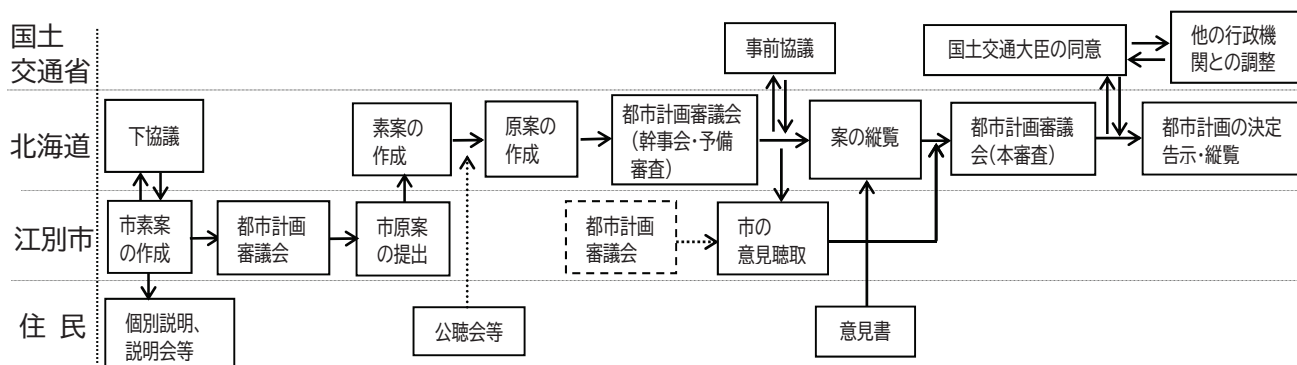 国土
交通省
事前協議
国土交通大臣の同意
他の行政機
関との調整
北海道
下協議
素案の
作成
原案の
作成
都市計画審議会
(幹事会・予備
審査)
案の縦覧
都市計画審議
会(本審査)
都市計画の決定
告示・縦覧
江別市
市素案
の作成
都市計画
審議会
市原案
の提出
都市計画
審議会
市の
意見聴取
住民
個別説明、
説明会等
公聴会等
意見書